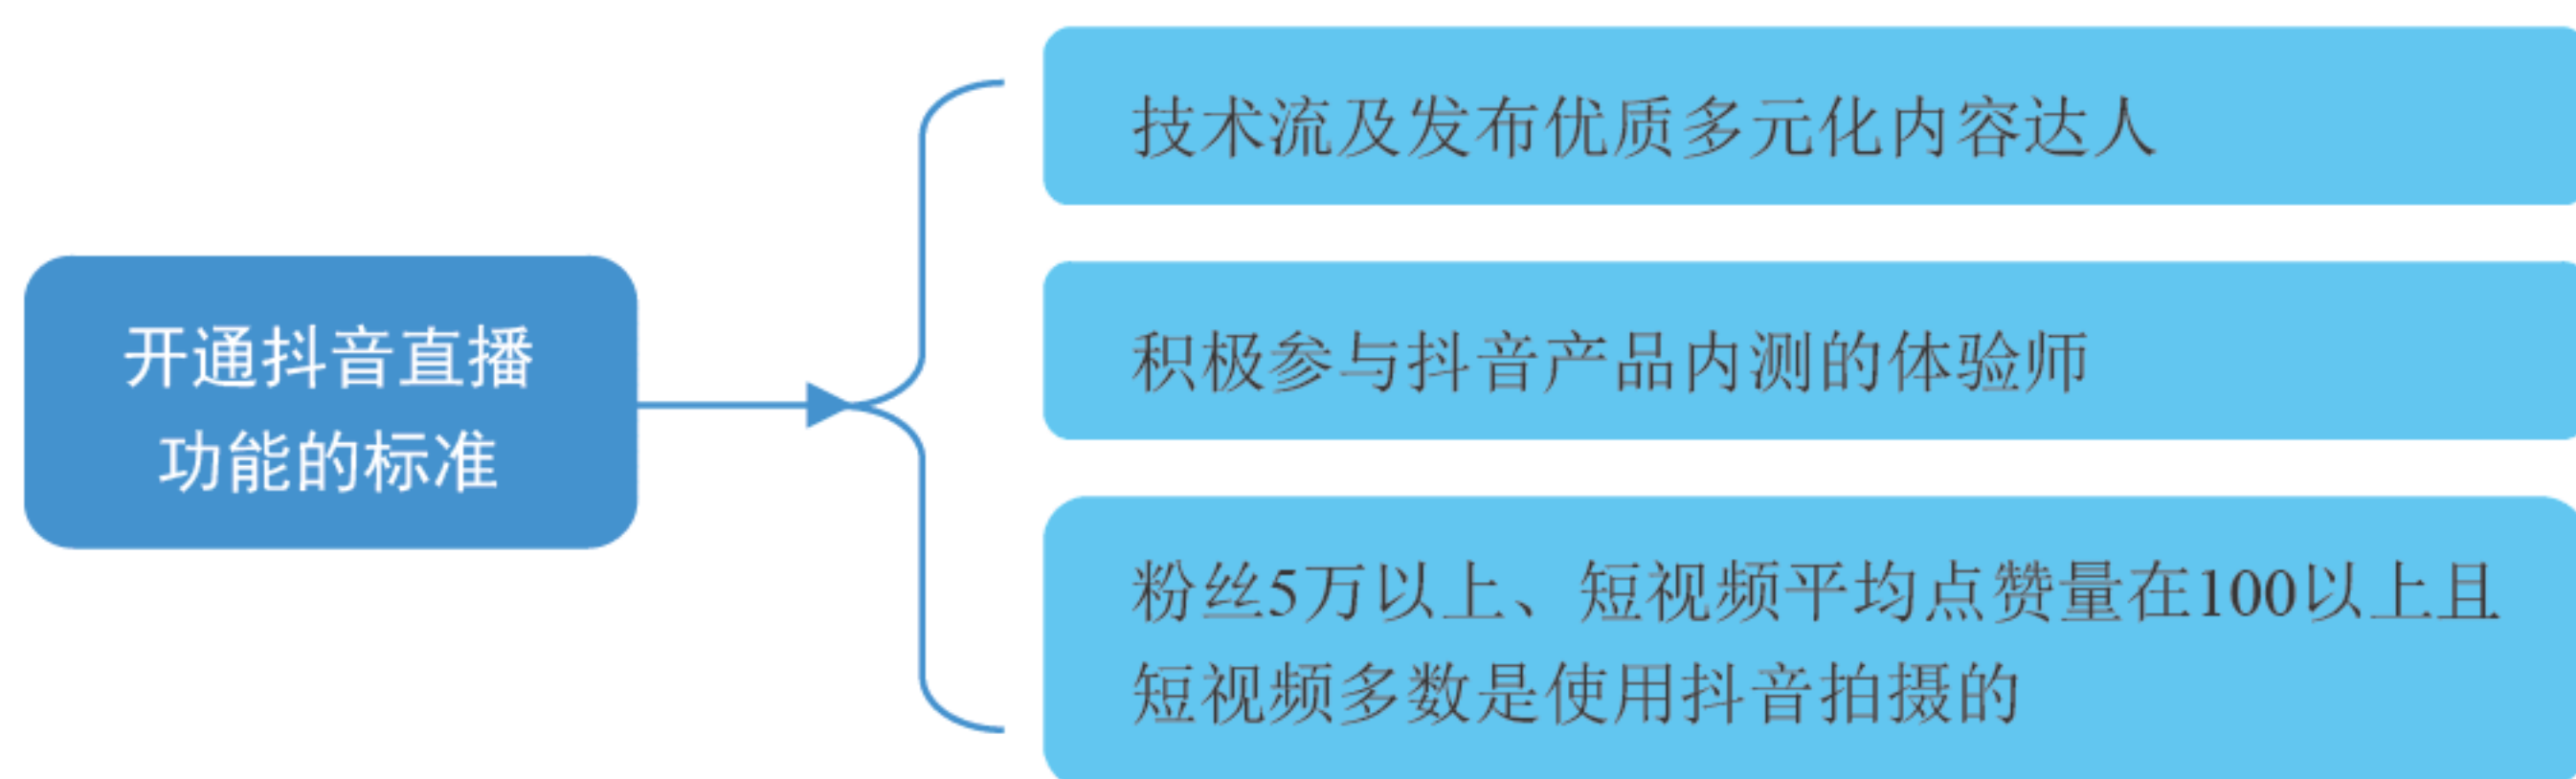 开通抖音直播
功能的标准
技术流及发布优质多元化内容达人
积极参与抖音产品内测的体验师
粉丝5万以上、短视频平均点赞量在100以上且
短视频多数是使用抖音拍摄的